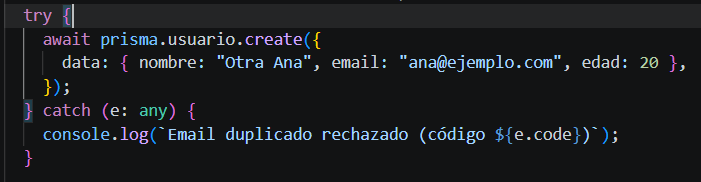 try {
  await prisma.usuario.create({
    data: { nombre: "Otra Ana", email: "ana@ejemplo.com", edad: 20 },
  });
} catch (e: any) {
  console.log(`Email duplicado rechazado (código ${e.code})`);
}